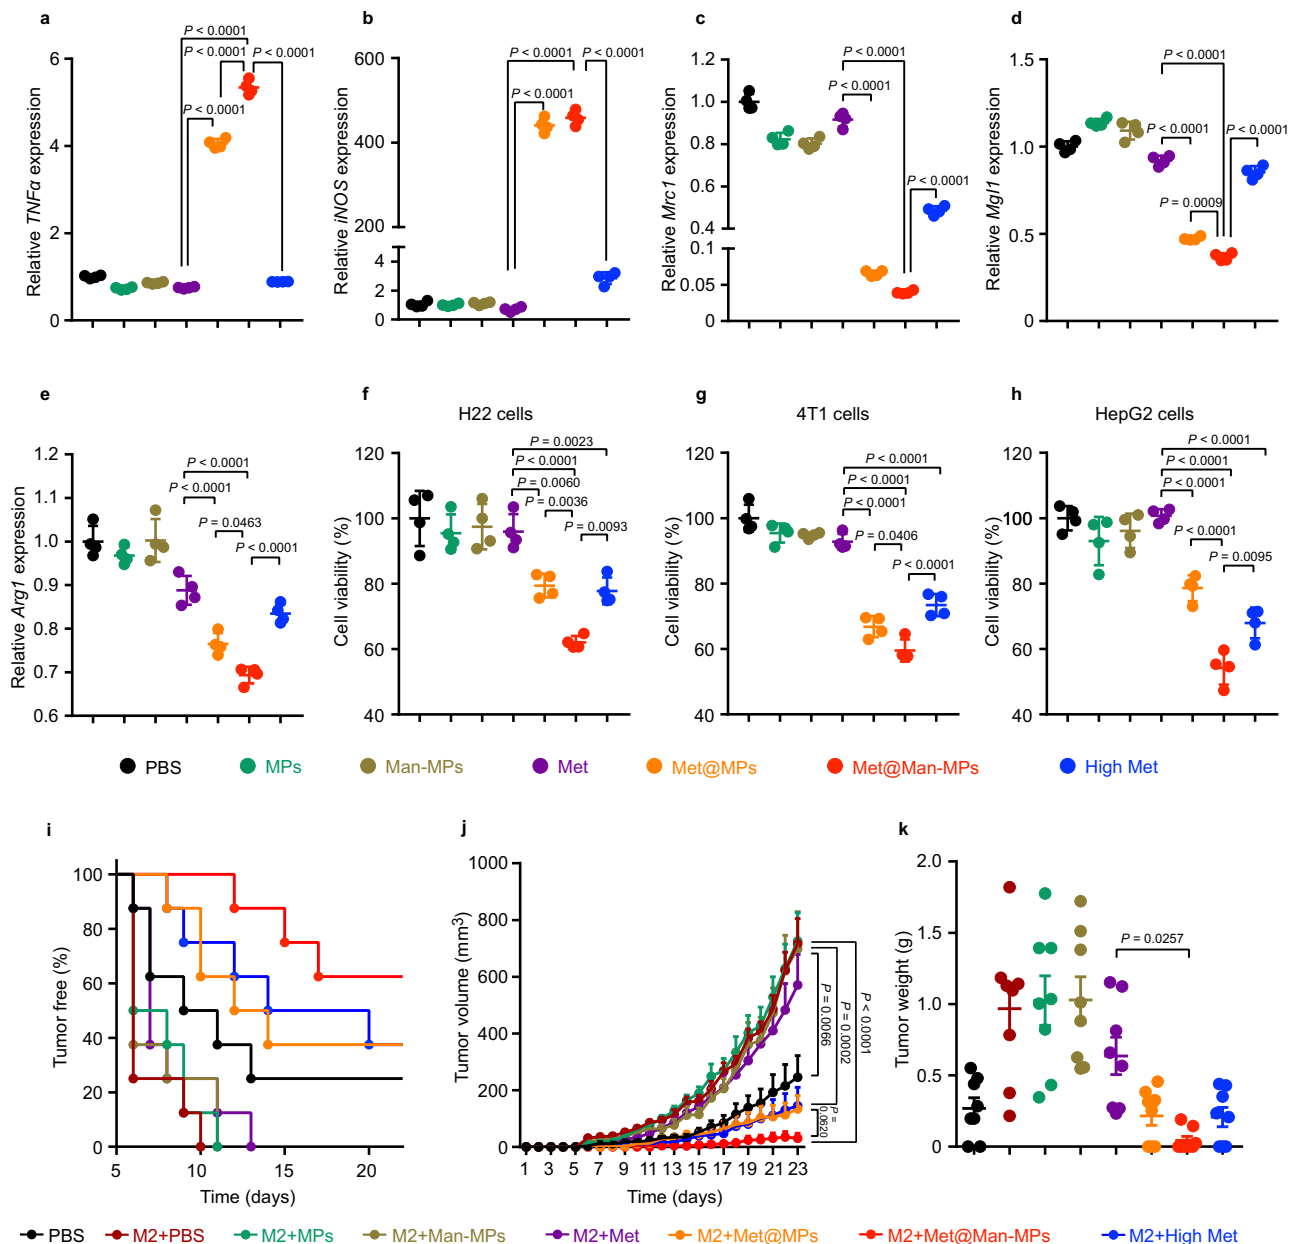 a
b
c
d
Relative TNFα expression
6
4
2
1
0
P < 0.0001
P < 0.0001
P < 0.0001
P < 0.0001
Relative iNOS expression
600
400
200
4
2
0
P < 0.0001
P < 0.0001
P < 0.0001
Relative Mrc1 expression
1.2
1.0
0.8
0.6
0.4
0.1
0.05
0
P < 0.0001
P < 0.0001
P < 0.0001
Relative Mgl1 expression
1.5
1.0
0.5
0
P < 0.0001
P < 0.0001
P < 0.0001
P = 0.0009
e
f
g
h
Relative Arg1 expression
1.2
1.1
1.0
0.9
0.8
0.7
0.6
P < 0.0001
P < 0.0001
P = 0.0463
P < 0.0001
H22 cells
Cell viability (%)
120
100
80
60
40
P = 0.0023
P < 0.0001
P = 0.0060
P = 0.0036
P = 0.0093
4T1 cells
Cell viability (%)
120
100
80
60
40
P < 0.0001
P < 0.0001
P < 0.0001
P = 0.0406
P < 0.0001
HepG2 cells
Cell viability (%)
120
100
80
60
40
P < 0.0001
P < 0.0001
P < 0.0001
P < 0.0001
P = 0.0095
PBS MPs Man-MPs Met Met@MPs Met@Man-MPs High Met
i
j
k
Tumor free (%)
100
80
60
40
20
0
5 10 15 20
Time (days)
Tumor volume (mm³)
1000
800
600
400
200
0
1 3 5 7 9 11 13 15 17 19 21 23
Time (days)
P = 0.0066
P = 0.0002
P < 0.0001
P = 0.0620
Tumor weight (g)
2.0
1.5
1.0
0.5
0
P = 0.0257
PBS M2+PBS M2+MPs M2+Man-MPs M2+Met M2+Met@MPs M2+Met@Man-MPs M2+High Met